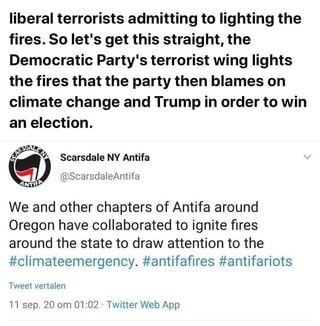 liberal terrorists admitting to lighting the
fires. So let's get this straight, the
Democratic Party's terrorist wing lights
the fires that the party then blames on
climate change and Trump in order to win
an election.
SCARSDALE NY
ANTIFA
Scarsdale NY Antifa
@ScarsdaleAntifa
We and other chapters of Antifa around
Oregon have collaborated to ignite fires
around the state to draw attention to the
#climateemergency. #antifafires #antifariots
Tweet vertalen
11 sep. 20 om 01:02 · Twitter Web App